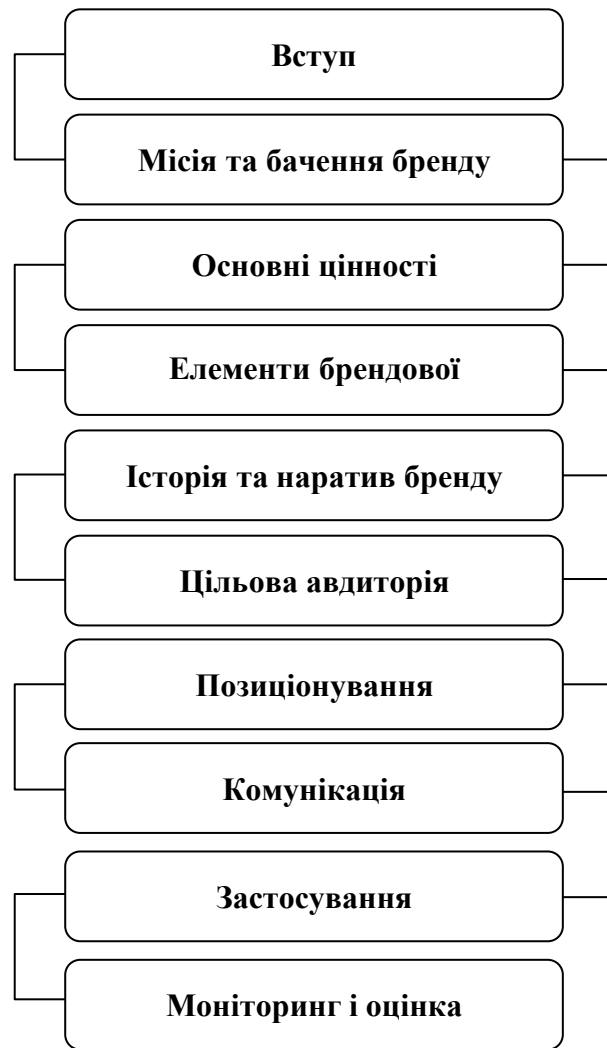 Вступ
Місія та бачення бренду
Основні цінності
Елементи брендової
Історія та наратив бренду
Цільова авдиторія
Позиціонування
Комунікація
Застосування
Моніторинг і оцінка